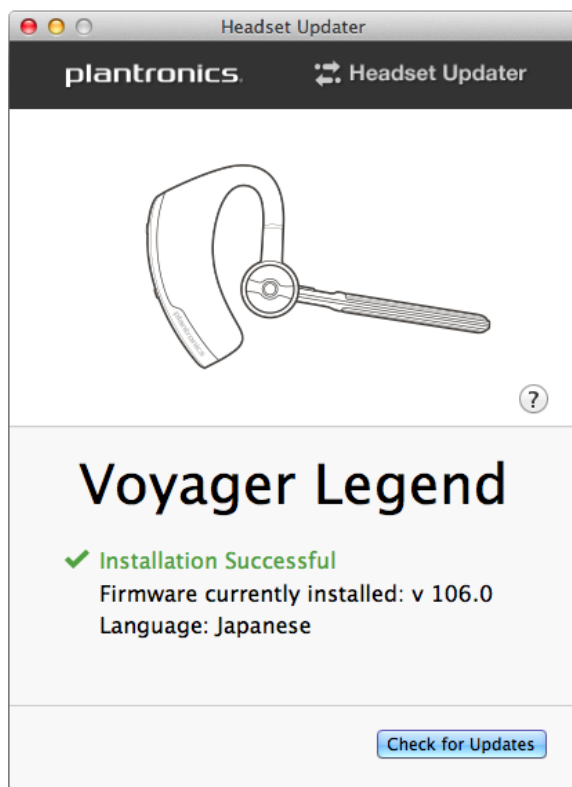 Headset Updater
plantronics. Headset Updater
plantronics
?
Voyager Legend
Installation Successful
Firmware currently installed: v 106.0
Language: Japanese
Check for Updates